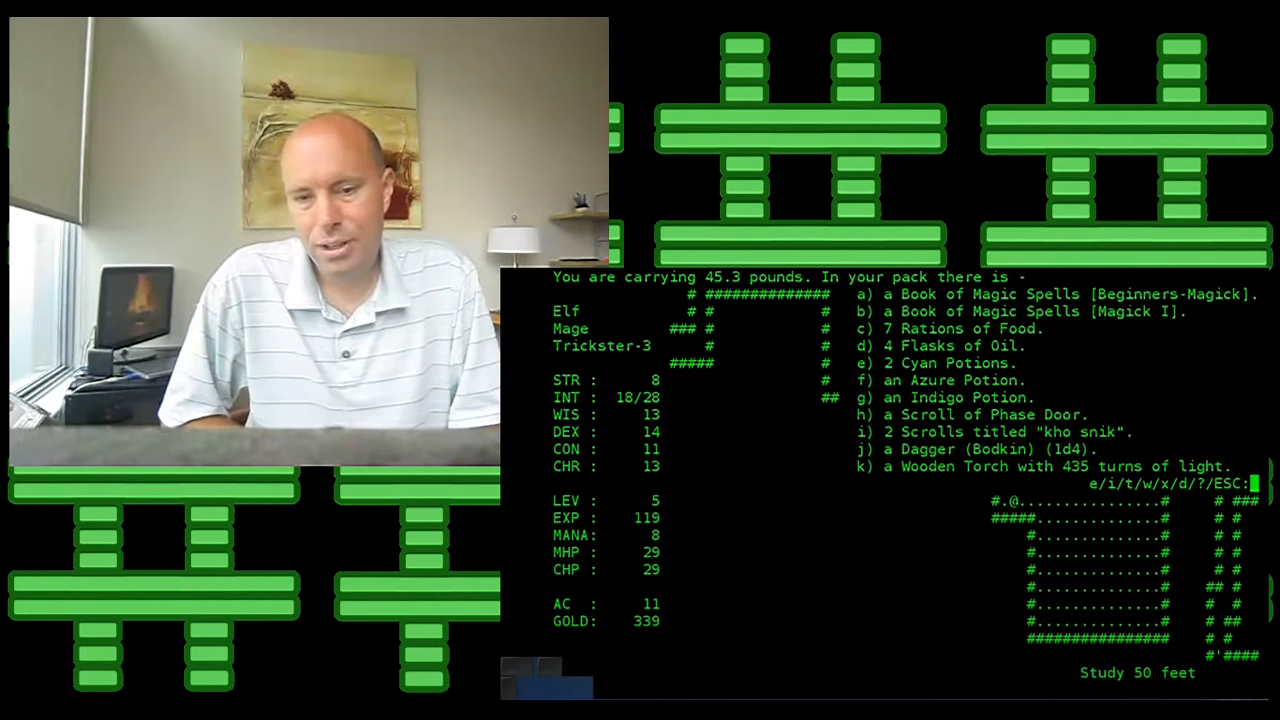 You are carrying 45.3 pounds. In your pack there is -
a) a Book of Magic Spells [Beginners-Magick].
Elf b) a Book of Magic Spells [Magick I].
Mage c) 7 Rations of Food.
Trickster-3 d) 4 Flasks of Oil.
e) 2 Cyan Potions.
STR : 8 f) an Azure Potion.
INT : 18/28 g) an Indigo Potion.
WIS : 13 h) a Scroll of Phase Door.
DEX : 14 i) 2 Scrolls titled "kho snik".
CON : 11 j) a Dagger (Bodkin) (1d4).
CHR : 13 k) a Wooden Torch with 435 turns of light.
e/i/t/w/x/d/?/ESC:
LEV : 5
EXP : 119
MANA: 8
MHP : 29
CHP : 29
AC : 11
GOLD: 339
Study 50 feet